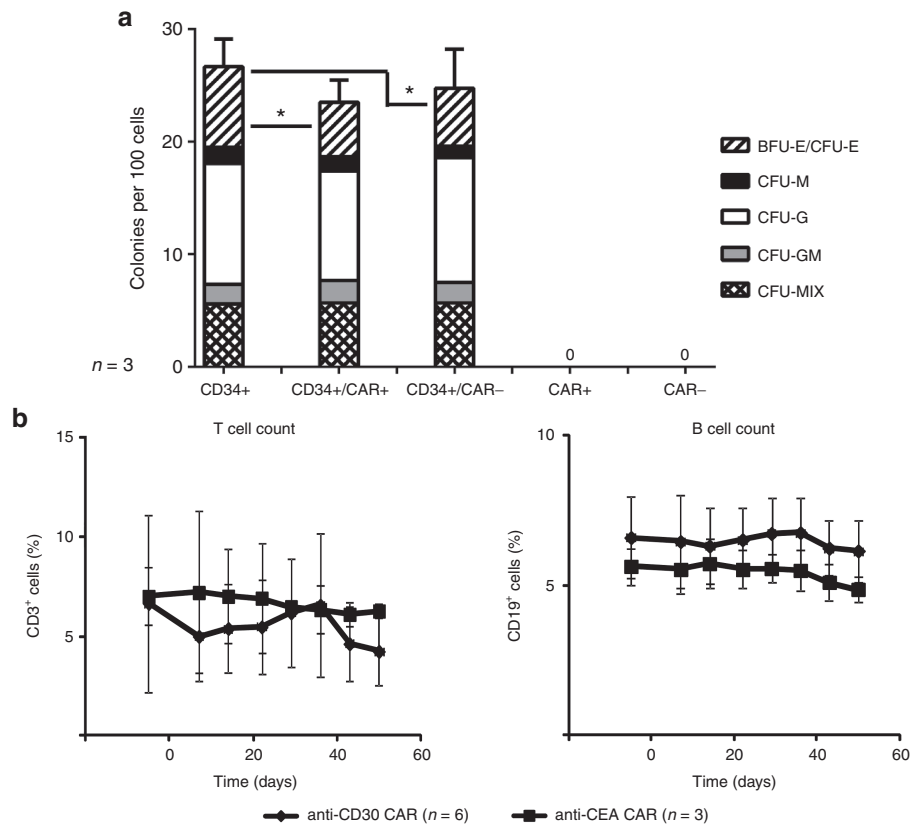 a
30
20
10
0
Colonies per 100 cells
*
*
0
0
n = 3
CD34+
CD34+/CAR+
CD34+/CAR−
CAR+
CAR−
BFU-E/CFU-E
CFU-M
CFU-G
CFU-GM
CFU-MIX
b
T cell count
15
10
5
CD3+ cells (%)
0
20
40
60
Time (days)
B cell count
10
5
CD19+ cells (%)
0
20
40
60
Time (days)
anti-CD30 CAR (n = 6)
anti-CEA CAR (n = 3)